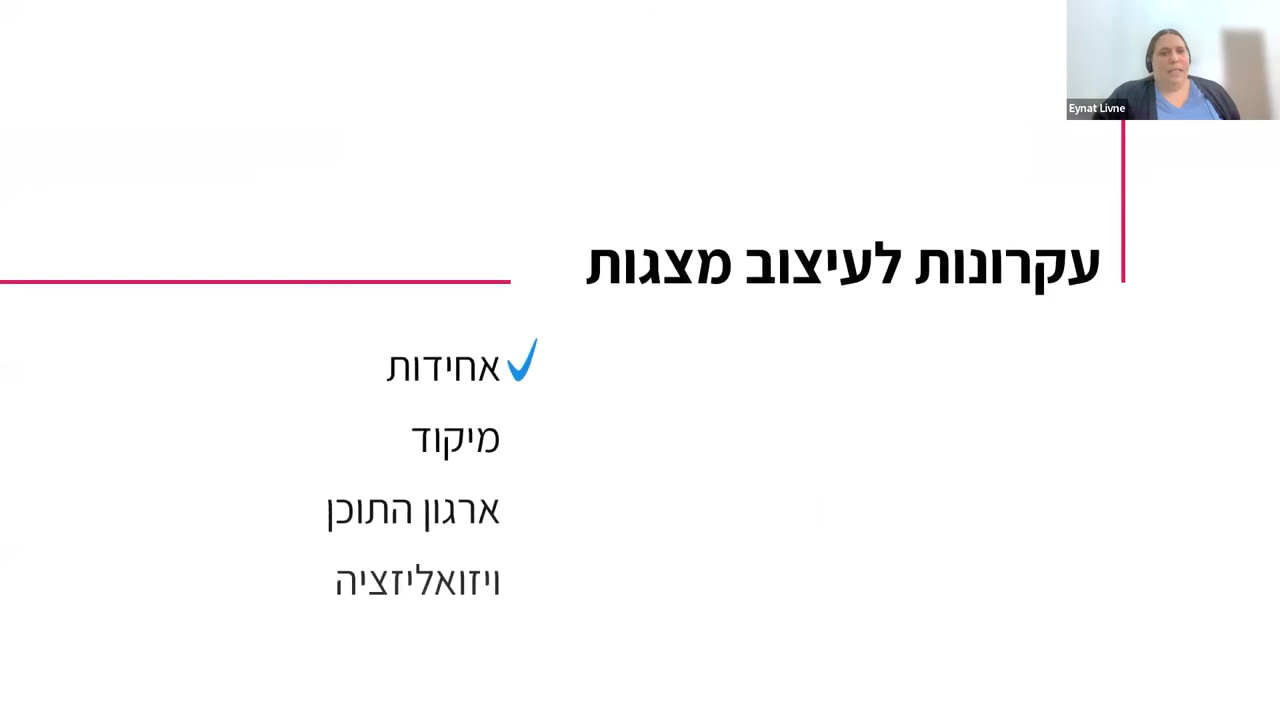 Eynat Livne
עקרונות לעיצוב מצגות
אחידות
מיקוד
ארגון התוכן
ויזואליזציה